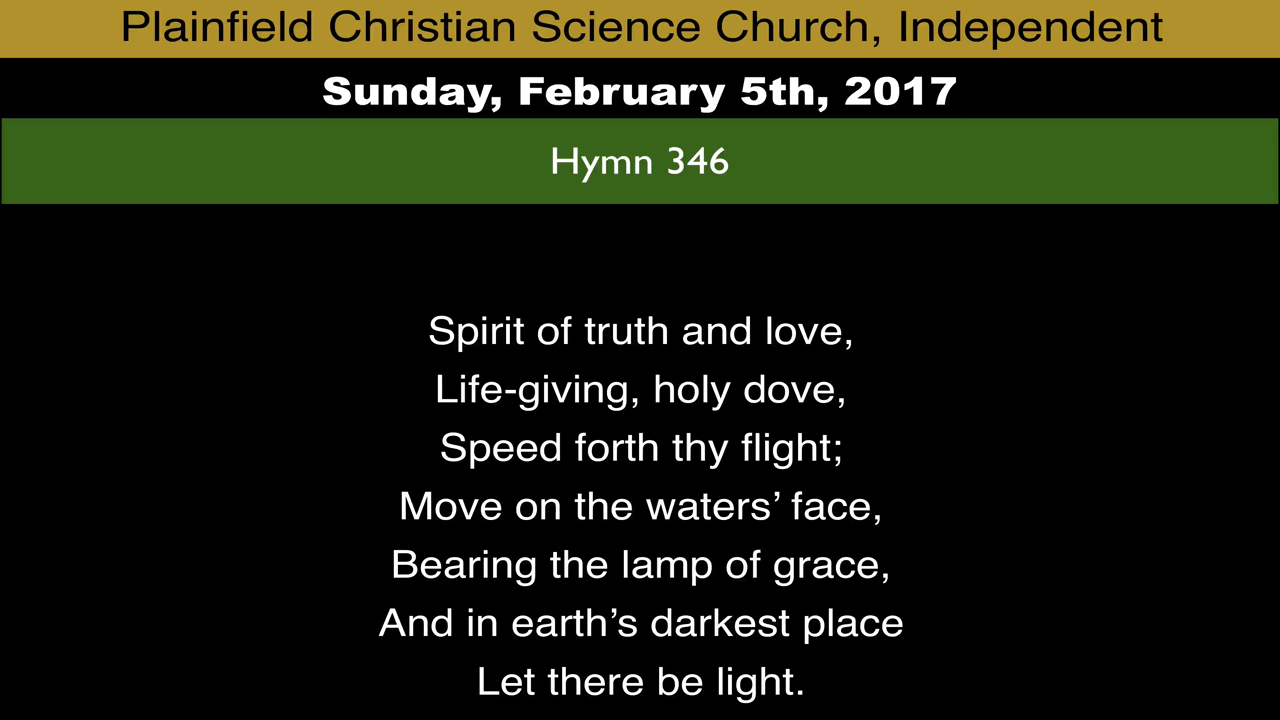 Plainfield Christian Science Church, Independent
Sunday, February 5th, 2017
Hymn 346
Spirit of truth and love,
Life-giving, holy dove,
Speed forth thy flight;
Move on the waters’ face,
Bearing the lamp of grace,
And in earth’s darkest place
Let there be light.